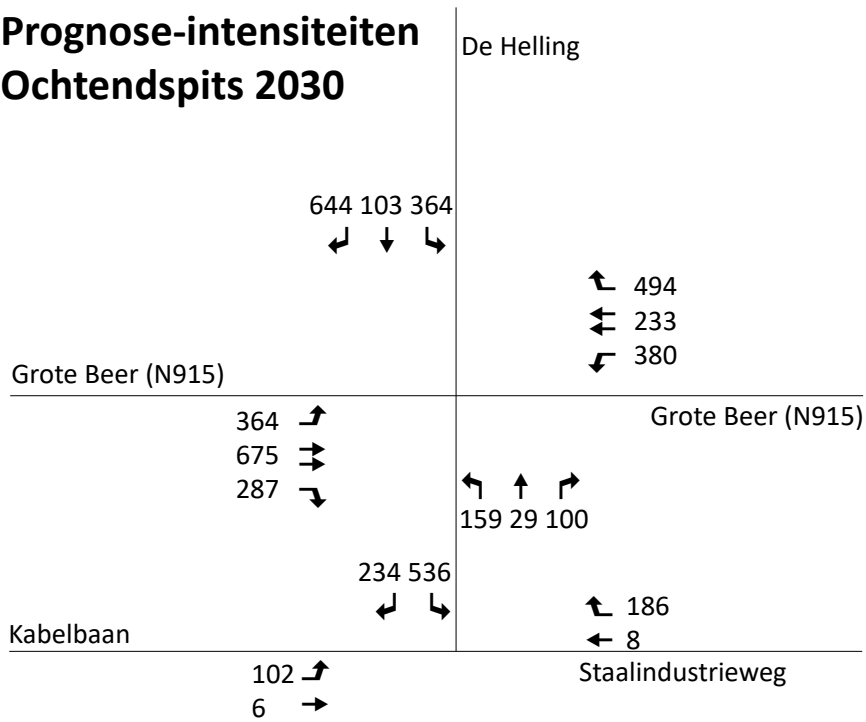 Prognose-intensiteiten
Ochtendspits 2030
De Helling
644 103 364
494
233
380
Grote Beer (N915)
Grote Beer (N915)
364
675
287
159 29 100
234 536
186
8
Kabelbaan
Staalindustrieweg
102
6